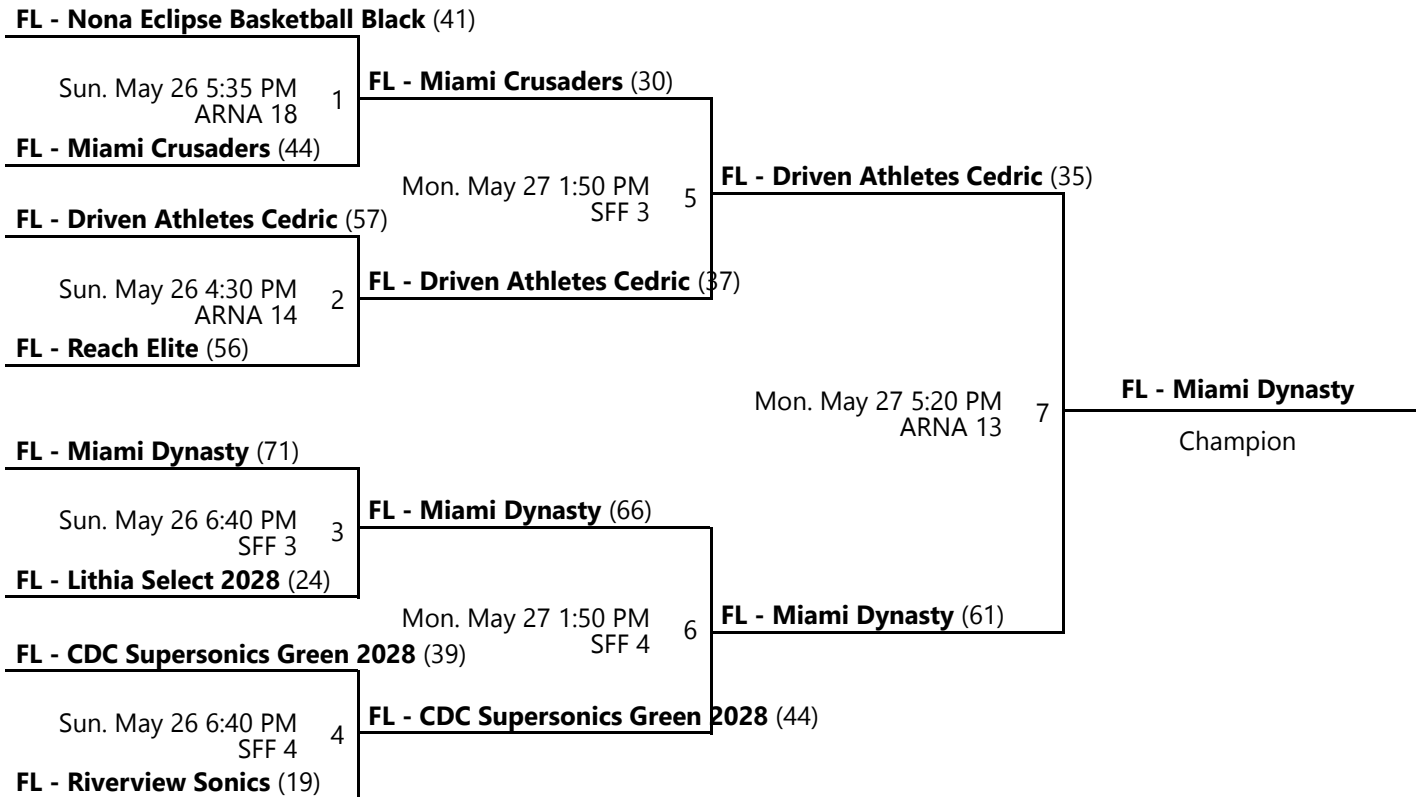 FL - Nona Eclipse Basketball Black (41)
Sun. May 26 5:35 PM
ARNA 18
1
FL - Miami Crusaders (44)
FL - Miami Crusaders (30)
Mon. May 27 1:50 PM
SFF 3
5
FL - Driven Athletes Cedric (57)
Sun. May 26 4:30 PM
ARNA 14
2
FL - Reach Elite (56)
FL - Driven Athletes Cedric (37)
FL - Driven Athletes Cedric (35)
Mon. May 27 5:20 PM
ARNA 13
7
FL - Miami Dynasty
Champion
FL - Miami Dynasty (71)
Sun. May 26 6:40 PM
SFF 3
3
FL - Lithia Select 2028 (24)
FL - Miami Dynasty (66)
Mon. May 27 1:50 PM
SFF 4
6
FL - Miami Dynasty (61)
FL - CDC Supersonics Green 2028 (39)
Sun. May 26 6:40 PM
SFF 4
4
FL - Riverview Sonics (19)
FL - CDC Supersonics Green 2028 (44)